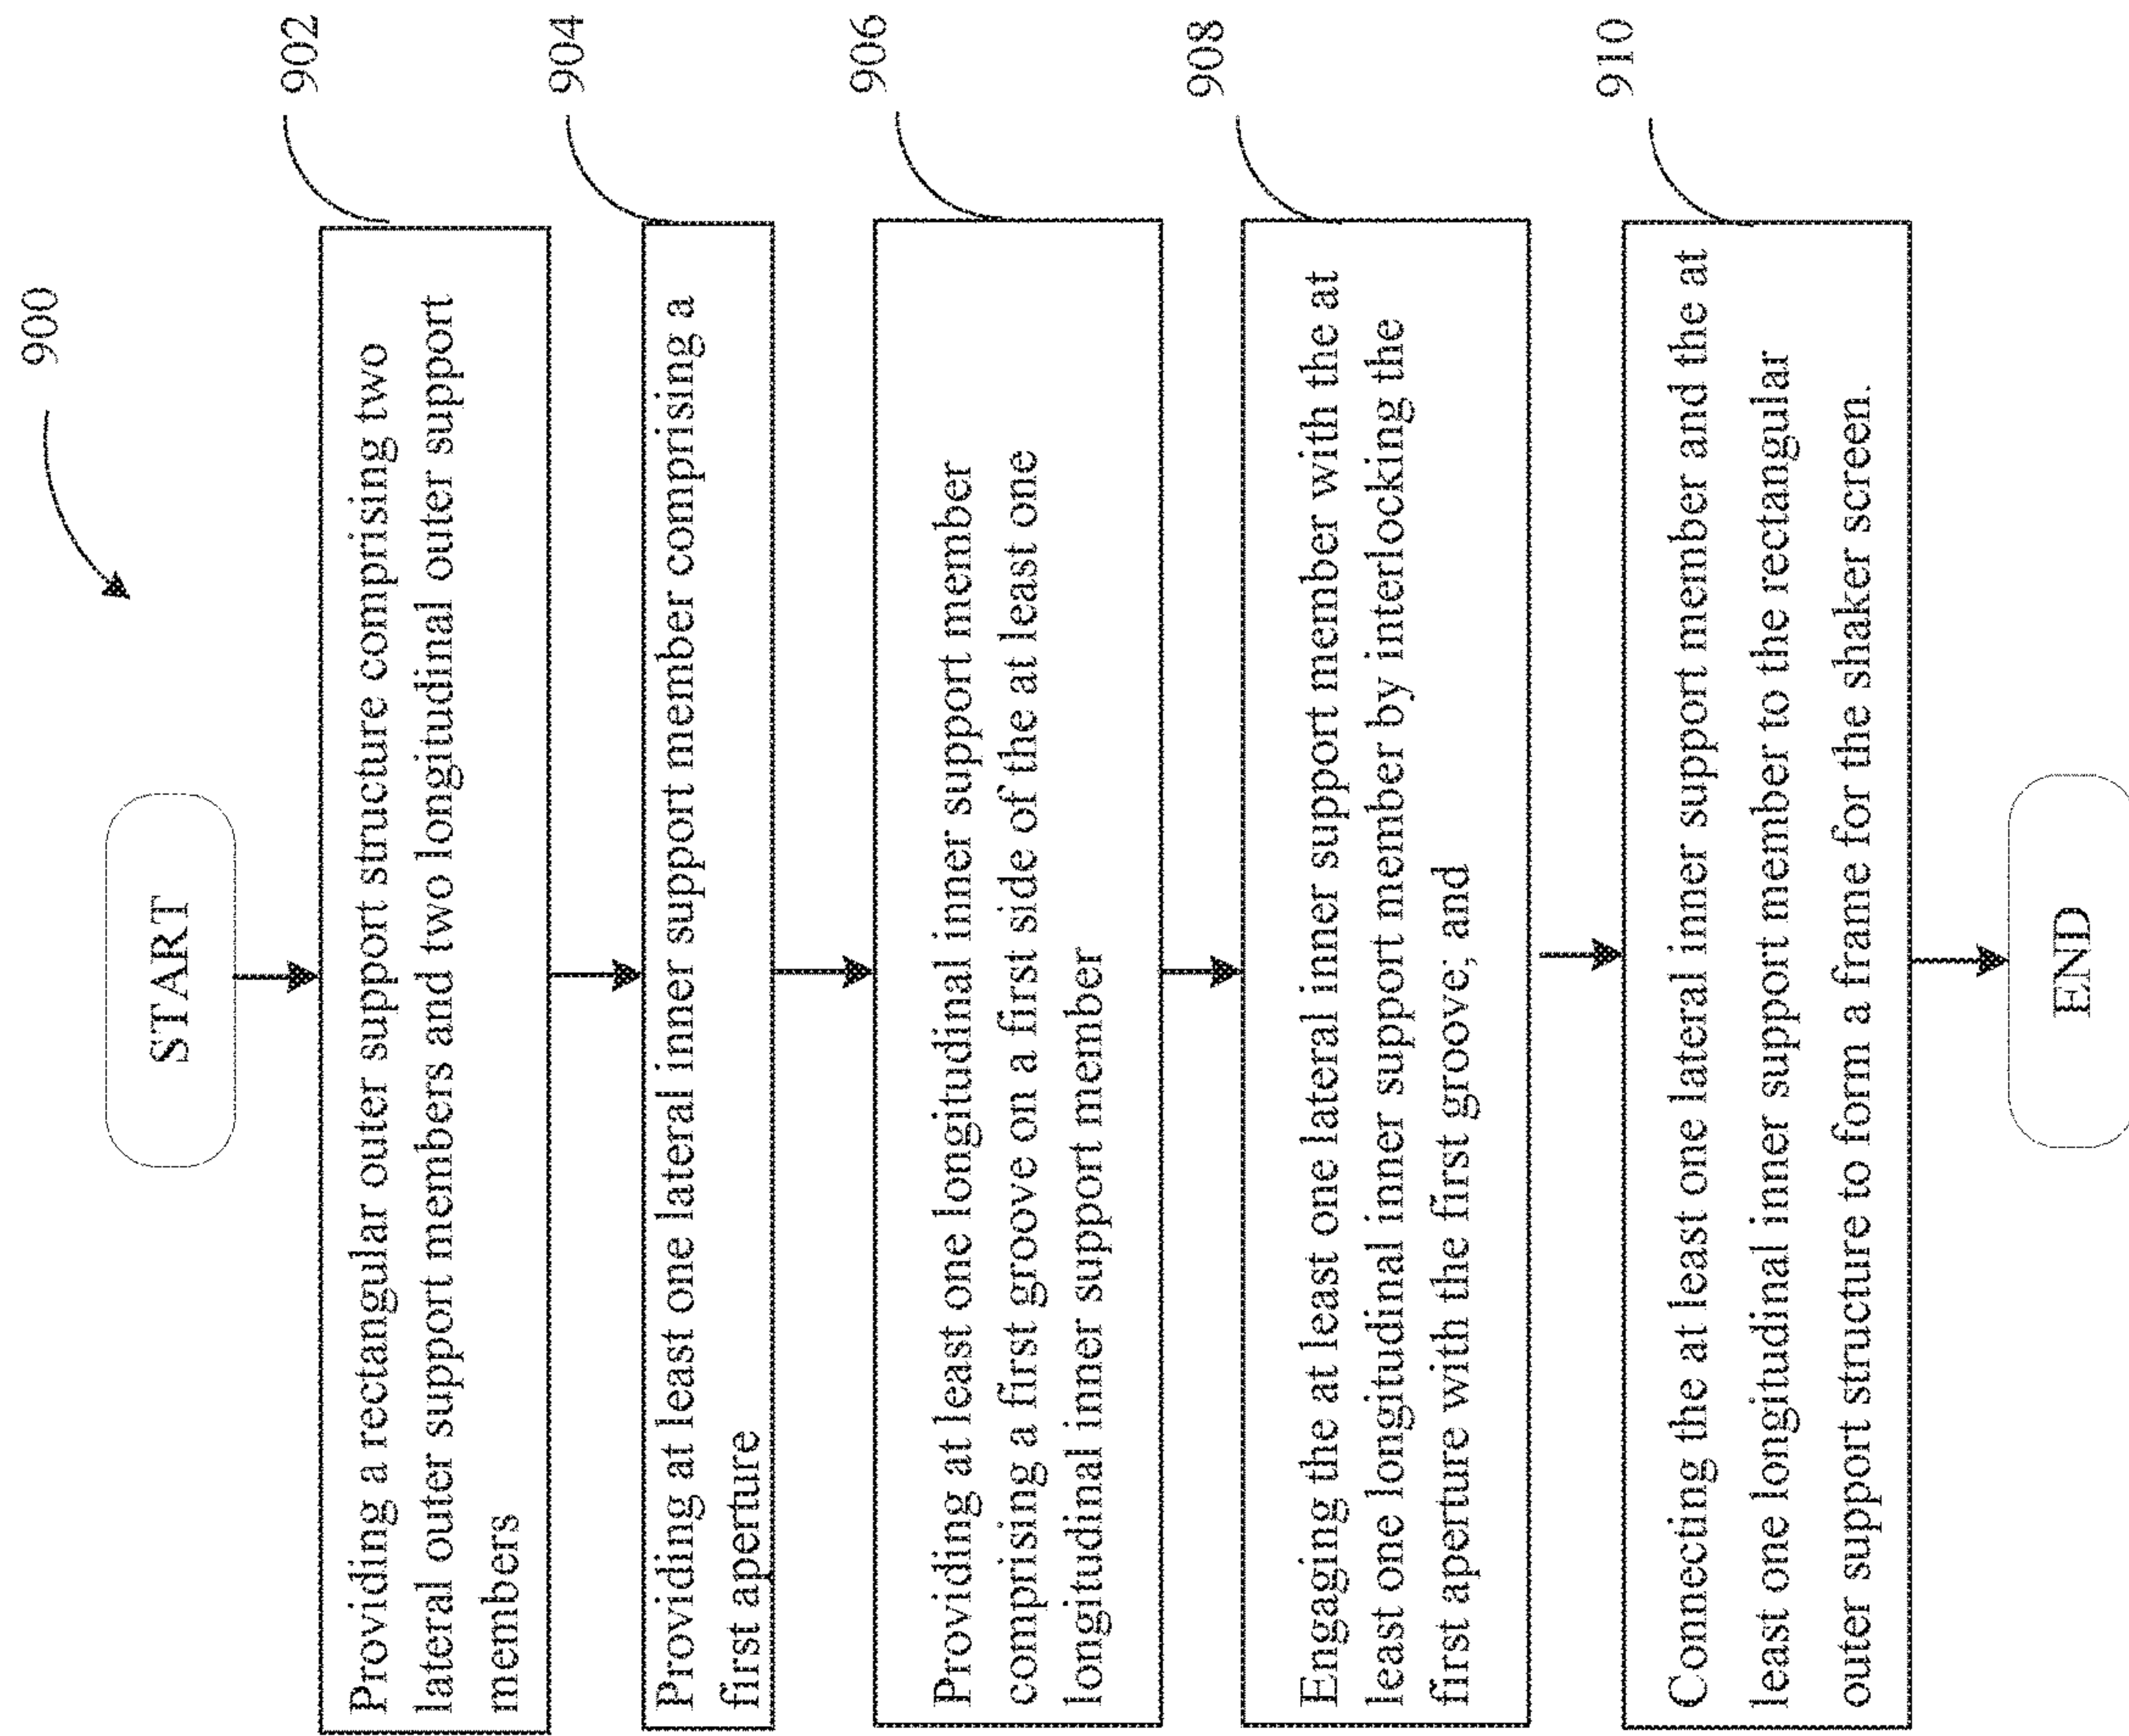 900
START
902
Providing a rectangular outer support structure comprising two
lateral outer support members and two longitudinal outer support
members
904
Providing at least one lateral inner support member comprising a
first aperture
906
Providing at least one longitudinal inner support member
comprising a first groove on a first side of the at least one
longitudinal inner support member
908
Engaging the at least one lateral inner support member with the at
least one longitudinal inner support member by interlocking the
first aperture with the first groove; and
910
Connecting the at least one lateral inner support member and the at
least one longitudinal inner support member to the rectangular
outer support structure to form a frame for the shaker screen.
END